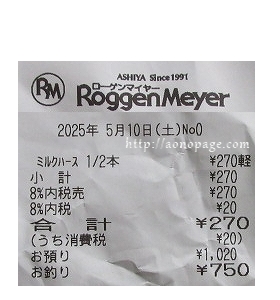 RM
ASHIYA Since 1991
ローゲンマイヤー
RoggenMeyer
2025年 5月10日(土)No0
http://aonopage.com
ミルクハース 1/2本 ¥270軽
小 計 ¥270
8%内税売 ¥270
8%内税 ¥20
合 計 ¥270
(うち消費税 ¥20)
お預り ¥1,020
お釣り ¥750